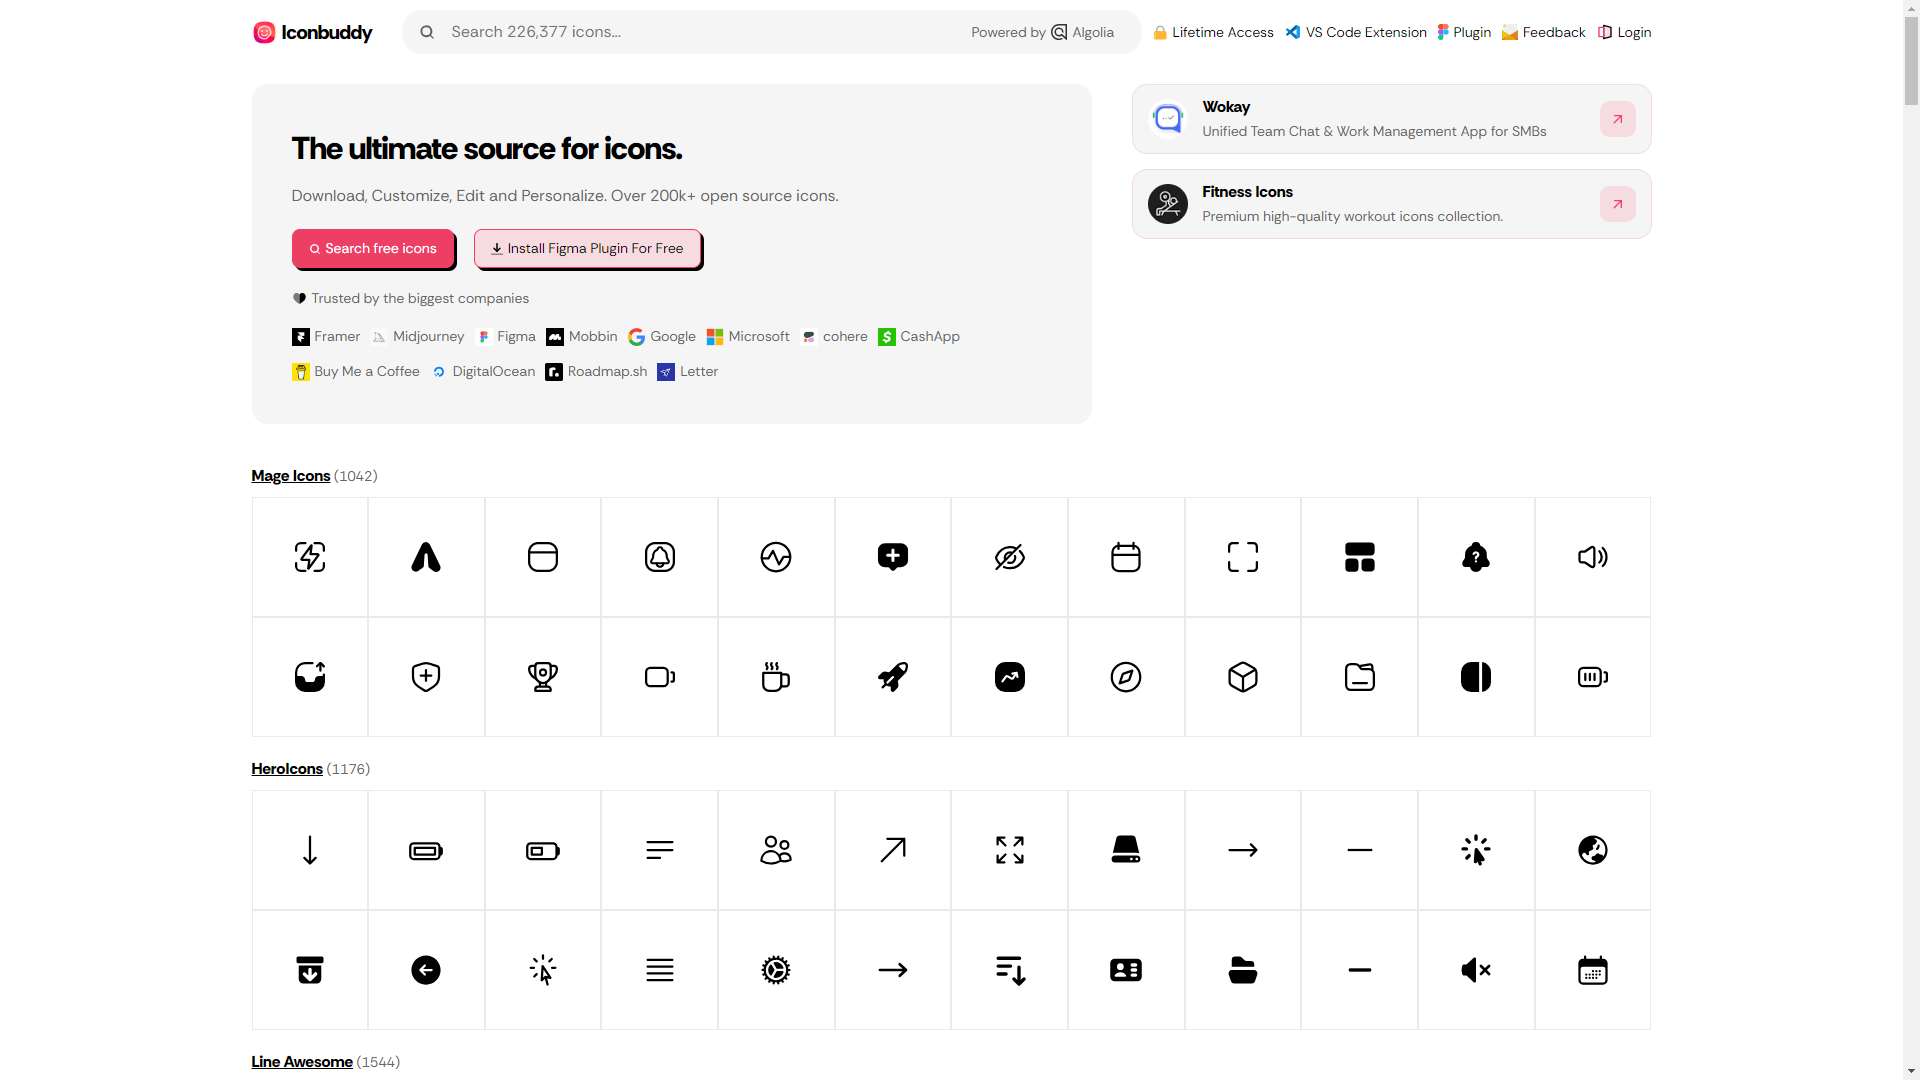 Iconbuddy
Search 226,377 icons...
Powered by Algolia
Lifetime Access
VS Code Extension
Plugin
Feedback
Login
The ultimate source for icons.
Download, Customize, Edit and Personalize. Over 200k+ open source icons.
Search free icons
Install Figma Plugin For Free
Trusted by the biggest companies
Framer Midjourney Figma Mobbin Google Microsoft cohere CashApp
Buy Me a Coffee DigitalOcean Roadmap.sh Letter
Wokay
Unified Team Chat & Work Management App for SMBs
Fitness Icons
Premium high-quality workout icons collection.
Mage Icons (1042)
HeroIcons (1176)
Line Awesome (1544)